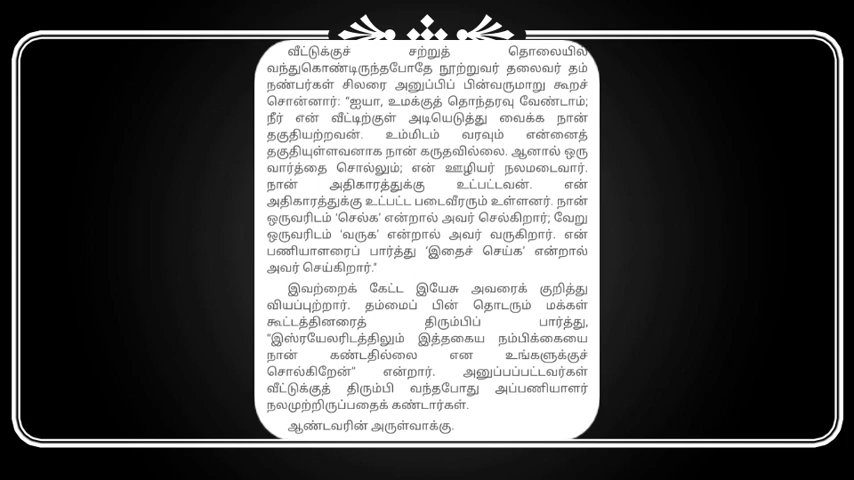 வீட்டுக்குச் சற்றுத் தொலையில்
வந்துகொண்டிருந்தபோதே நூற்றுவர் தலைவர் தம்
நண்பர்கள் சிலரை அனுப்பிப் பின்வருமாறு கூறச்
சொன்னார்: "ஐயா, உமக்குத் தொந்தரவு வேண்டாம்;
நீர் என் வீட்டிற்குள் அடியெடுத்து வைக்க நான்
தகுதியற்றவன். உம்மிடம் வரவும் என்னைத்
தகுதியுள்ளவனாக நான் கருதவில்லை. ஆனால் ஒரு
வார்த்தை சொல்லும்; என் ஊழியர் நலமடைவார்.
நான் அதிகாரத்துக்கு உட்பட்டவன். என்
அதிகாரத்துக்கு உட்பட்ட படைவீரரும் உள்ளனர். நான்
ஒருவரிடம் 'செல்க' என்றால் அவர் செல்கிறார்; வேறு
ஒருவரிடம் 'வருக' என்றால் அவர் வருகிறார். என்
பணியாளரைப் பார்த்து 'இதைச் செய்க' என்றால்
அவர் செய்கிறார்."
இவற்றைக் கேட்ட இயேசு அவரைக் குறித்து
வியப்புற்றார். தம்மைப் பின் தொடரும் மக்கள்
கூட்டத்தினரைத் திரும்பிப் பார்த்து,
"இஸ்ரயேலரிடத்திலும் இத்தகைய நம்பிக்கையை
நான் கண்டதில்லை என உங்களுக்குச்
சொல்கிறேன்" என்றார். அனுப்பப்பட்டவர்கள்
வீட்டுக்குத் திரும்பி வந்தபோது அப்பணியாளர்
நலமுற்றிருப்பதைக் கண்டார்கள்.
ஆண்டவரின் அருள்வாக்கு.